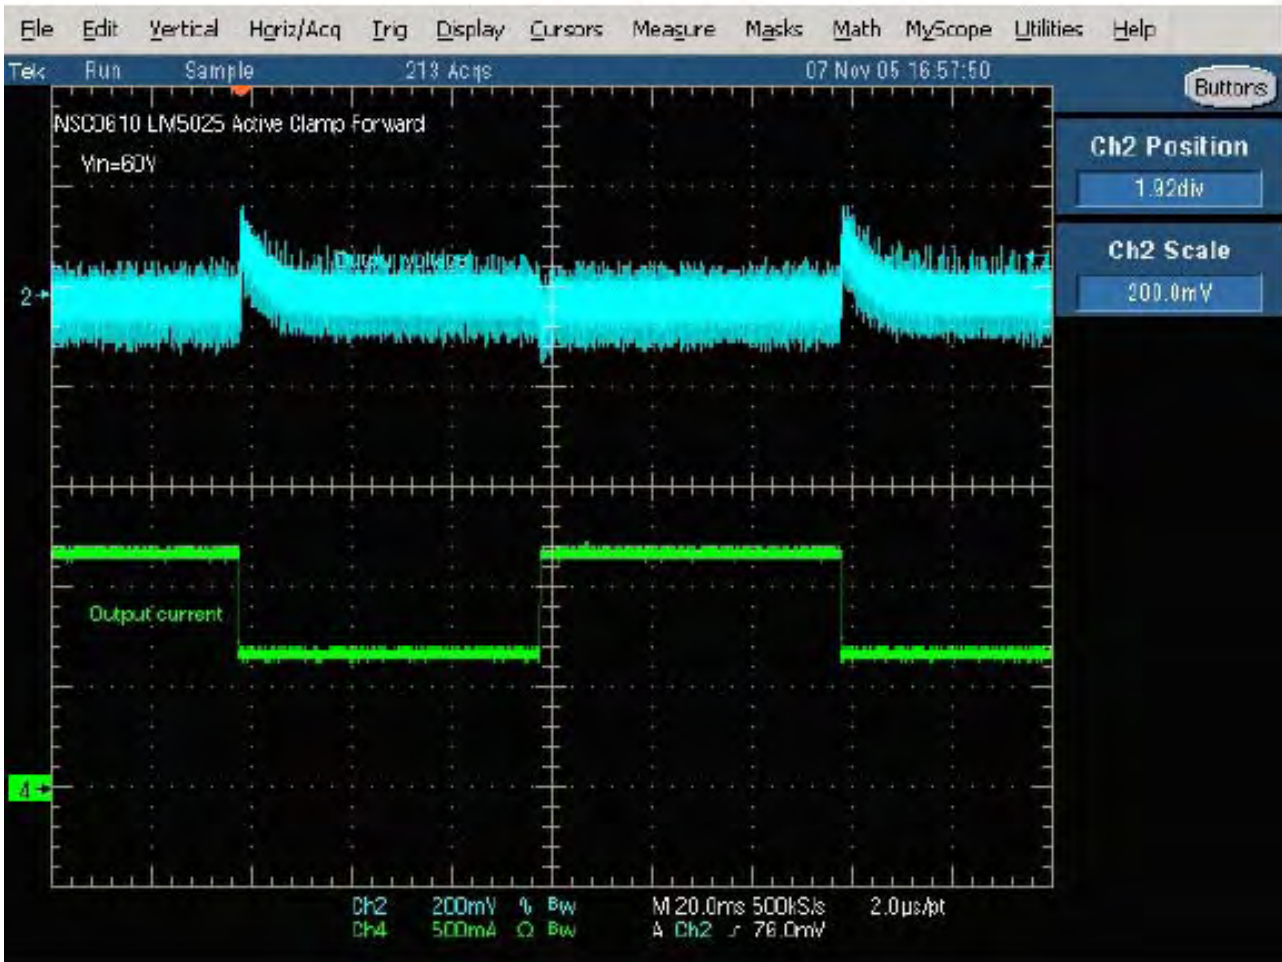 File Edit Vertical Horiz/Acq Trig Display Cursors Measure Masks Math MyScope Utilities Help
Tek Run Sample 213 Acqs 07 Nov 05 16:57:50
Buttons
NSC0610 LM5025 Active Clamp Forward
Vin=60V
Ch2 Position
1.92div
Ch2 Scale
200.0mV
Output voltage
2
Output current
4
Ch2 200mV Bw M 20.0ms 500kS/s 2.0µs/pt
Ch4 500mA Ω Bw A Ch2 76.0mV